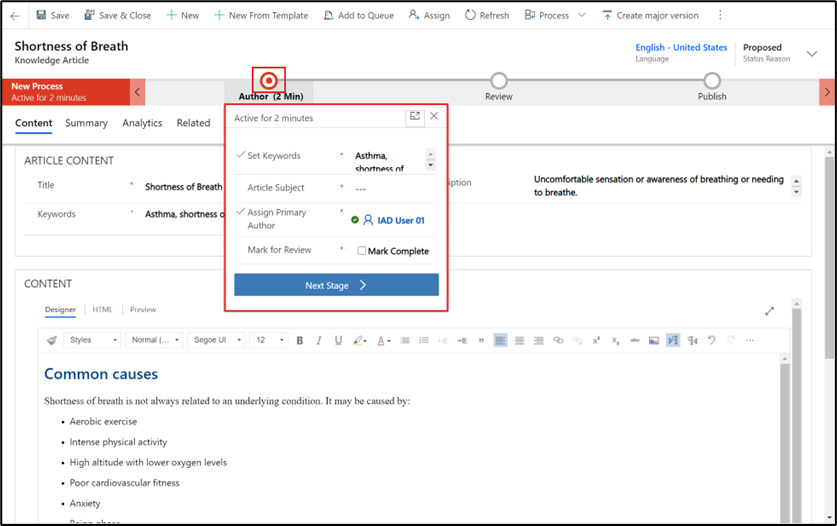 Save
Save & Close
New
New From Template
Add to Queue
Assign
Refresh
Process
Create major version
Shortness of Breath
Knowledge Article
English - United States
Language
Proposed
Status Reason
New Process
Active for 2 minutes
Author (2 Min)
Review
Publish
Content
Summary
Analytics
Related
Active for 2 minutes
Set Keywords
*
Asthma,
shortness of
Article Subject
*
---
Assign Primary
Author
*
IAD User 01
Mark for Review
*
Mark Complete
Next Stage
ARTICLE CONTENT
Title
*
Shortness of Breath
Keywords
*
Asthma, shortness o
ption
Uncomfortable sensation or awareness of breathing or needing
to breathe.
CONTENT
Designer
HTML
Preview
Styles
Normal (...
Segoe UI
12
B
I
U
Common causes
Shortness of breath is not always related to an underlying condition. It may be caused by:
• Aerobic exercise
• Intense physical activity
• High altitude with lower oxygen levels
• Poor cardiovascular fitness
• Anxiety